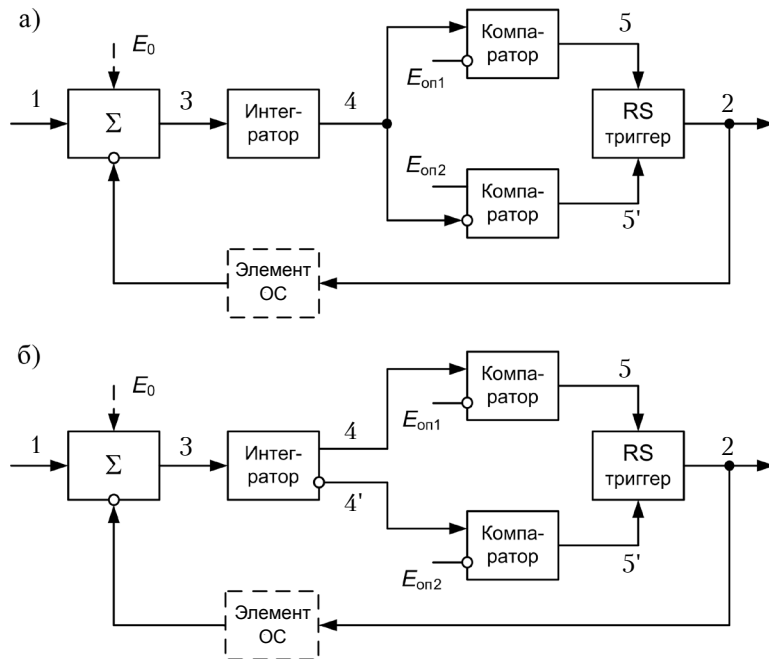 а)
E₀
1
Σ
3
Интег-
ратор
4
Компа-
ратор
Eоп1
5
RS
триггер
2
Eоп2
Компа-
ратор
5'
Элемент
ОС
б)
E₀
1
Σ
3
Интег-
ратор
4
4'
Компа-
ратор
Eоп1
5
RS
триггер
2
Компа-
ратор
Eоп2
5'
Элемент
ОС